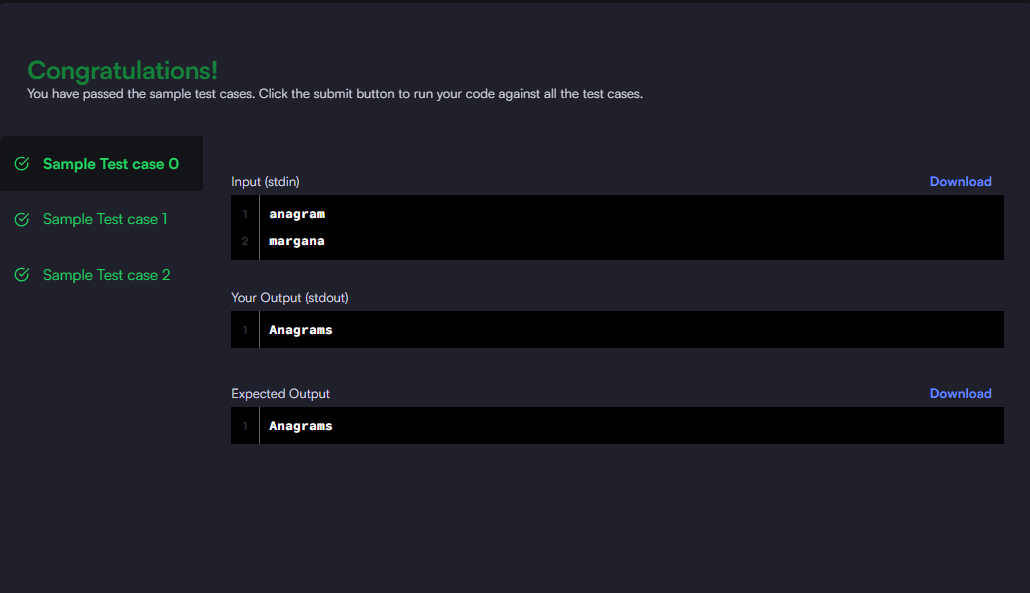 Congratulations!
You have passed the sample test cases. Click the submit button to run your code against all the test cases.
Sample Test case 0
Sample Test case 1
Sample Test case 2
Input (stdin)
Download
1 anagram
2 margana
Your Output (stdout)
1 Anagrams
Expected Output
Download
1 Anagrams